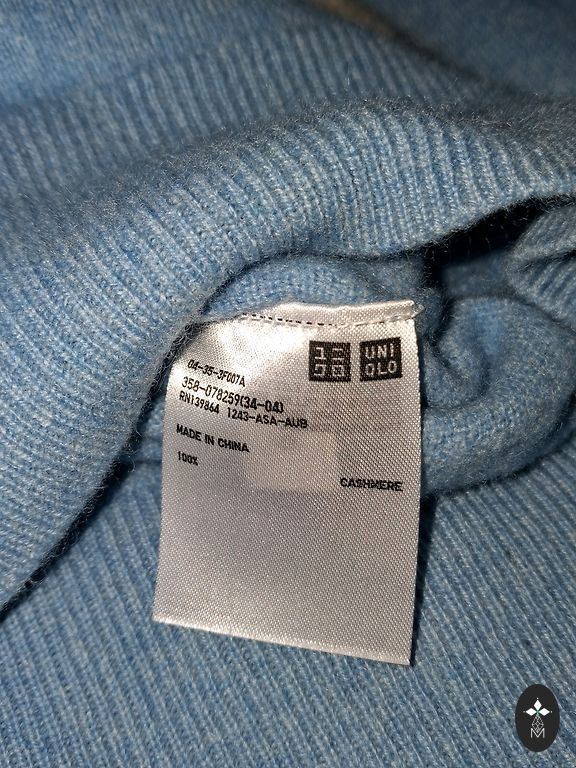 UNI
QLO
04-35-3F007A
358-078259(34-04)
RN139864 1243-ASA-AUB
MADE IN CHINA
100% CASHMERE
M